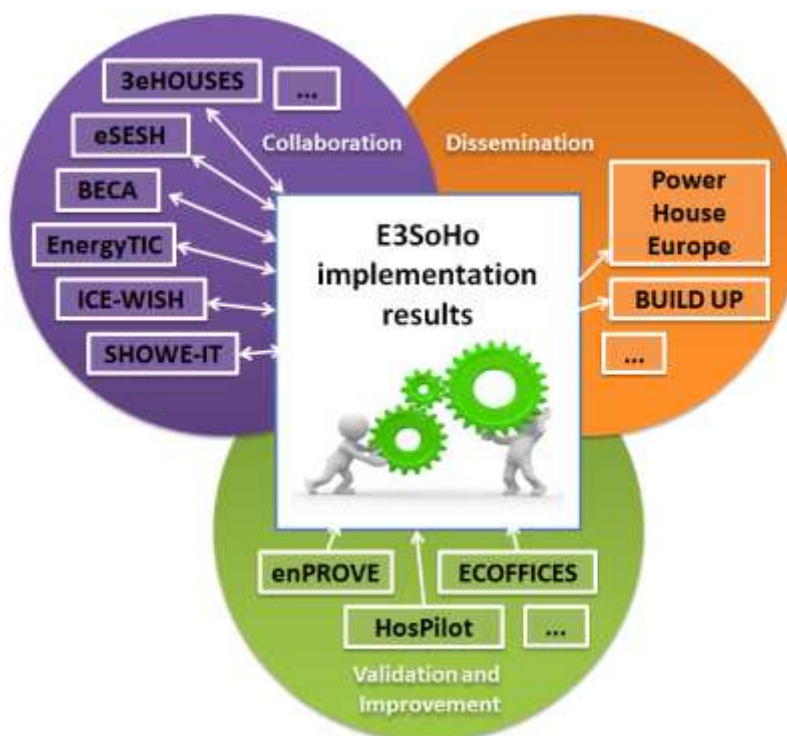 3eHOUSES
...
eSESH
Collaboration
BECA
EnergyTIC
ICE-WISH
SHOWE-IT
Dissemination
Power
House
Europe
BUILD UP
...
E3SoHo
implementation
results
enPROVE
ECOFFICES
HosPilot
...
Validation and
Improvement